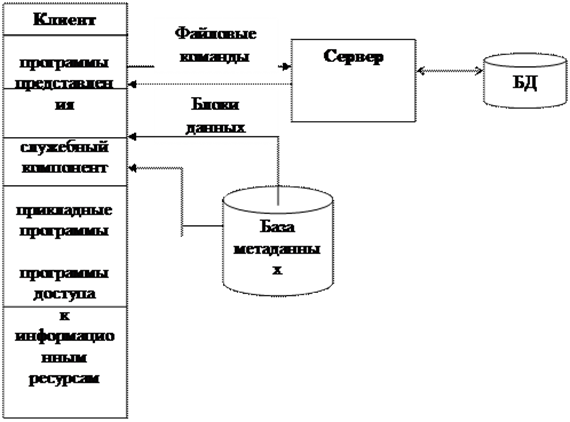 Клиент
программы
представлен
ия
служебный
компонент
прикладные
программы
программы
доступа
к
информацио
нным
ресурсам
Файловые
команды
Блоки
данных
Сервер
БД
База
метаданны
х